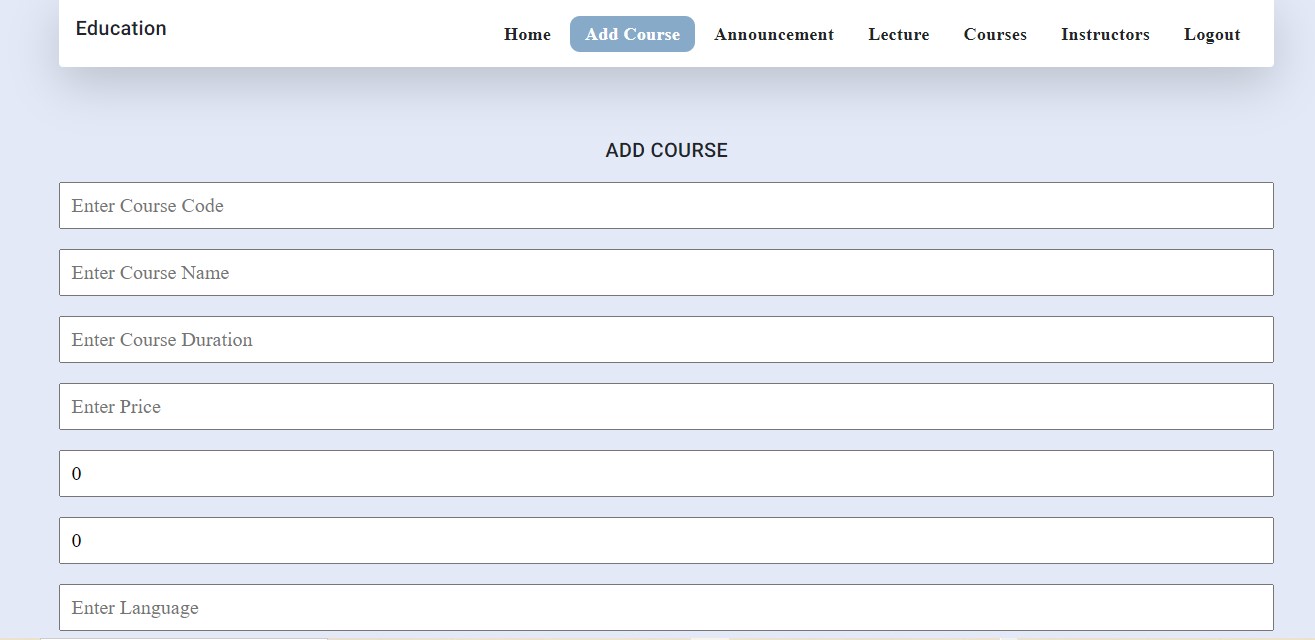 Education
Home Add Course Announcement Lecture Courses Instructors Logout
ADD COURSE
Enter Course Code
Enter Course Name
Enter Course Duration
Enter Price
0
0
Enter Language